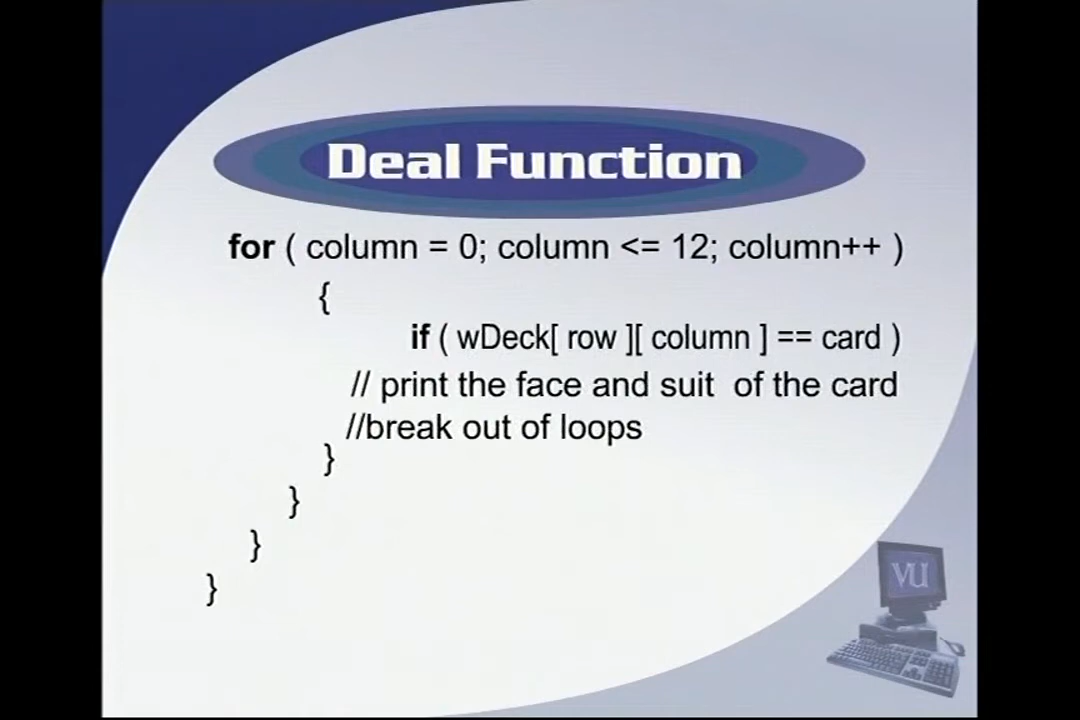 Deal Function
for ( column = 0; column <= 12; column++ )
{
if ( wDeck[ row ][ column ] == card )
// print the face and suit  of the card
//break out of loops
}
}
}
}
VU